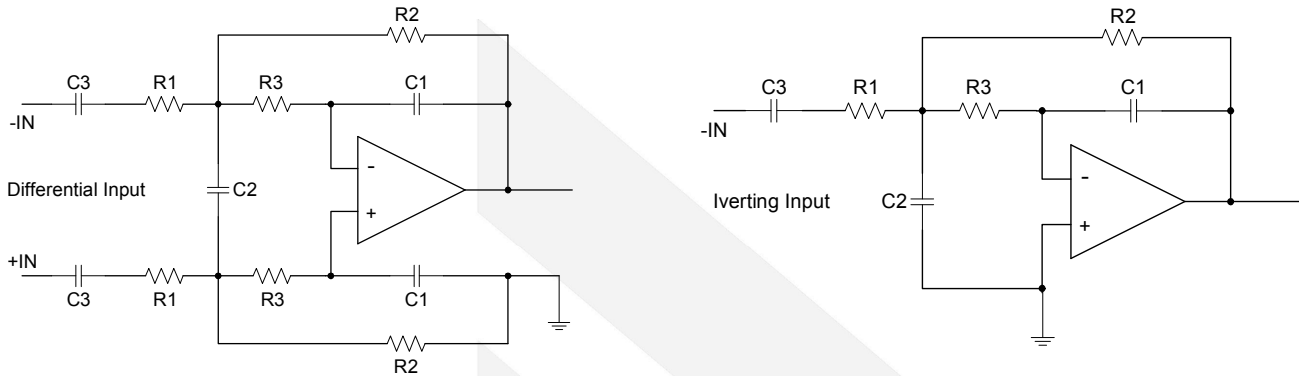 R2
C3
R1
R3
C1
-IN
-
Differential Input
C2
+
+IN
C3
R1
R3
C1
R2
R2
C3
R1
R3
C1
-IN
-
Iverting Input
C2
+